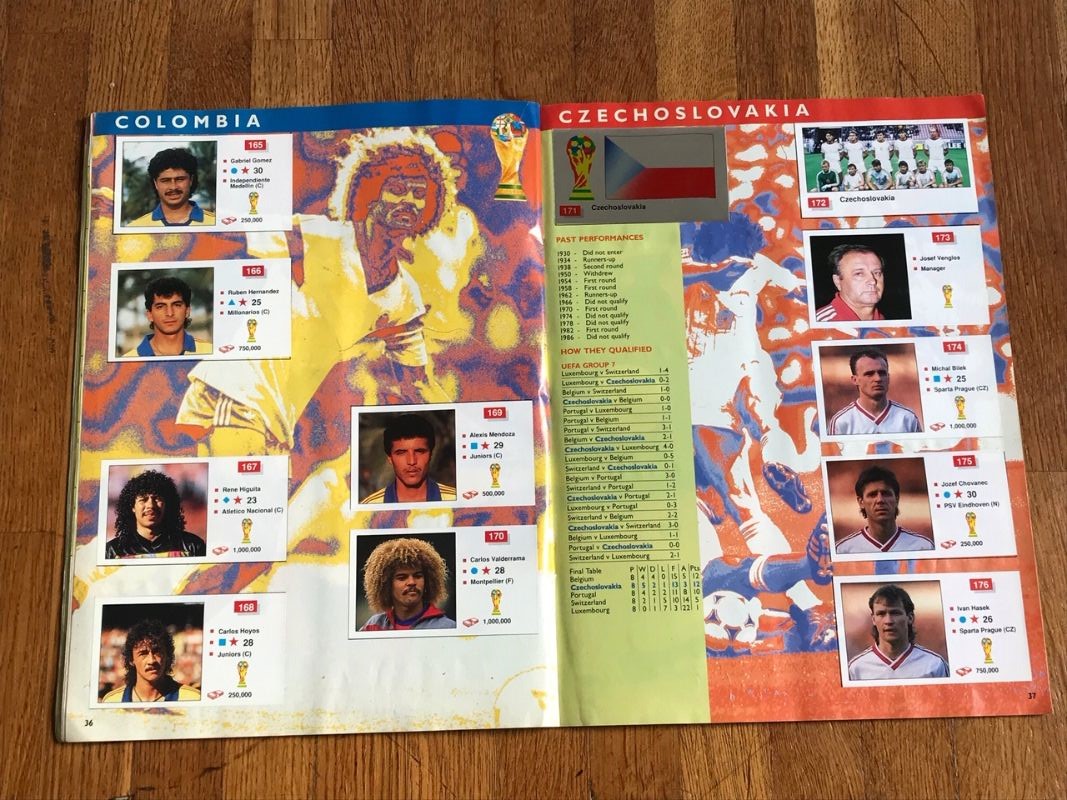 COLOMBIA
165
Gabriel Gomez
30
Independiente
Medellin (C)
250,000
166
Ruben Hernandez
25
Millonarios (C)
750,000
167
Rene Higuita
23
Atletico Nacional (C)
1,000,000
168
Carlos Hoyos
28
Juniors (C)
250,000
169
Alexis Mendoza
29
Juniors (C)
500,000
170
Carlos Valderrama
28
Montpellier (F)
1,000,000
36
CZECHOSLOVAKIA
171
Czechoslovakia
PAST PERFORMANCES
1930 - Did not enter
1934 - Runners-up
1938 - Second round
1950 - Withdrew
1954 - First round
1958 - First round
1962 - Runners-up
1966 - Did not qualify
1970 - First round
1974 - Did not qualify
1978 - Did not qualify
1982 - First round
1986 - Did not qualify
HOW THEY QUALIFIED
UEFA GROUP 7
Luxembourg v Switzerland 1-4
Luxembourg v Czechoslovakia 0-2
Belgium v Switzerland 1-0
Czechoslovakia v Belgium 0-0
Portugal v Luxembourg 1-0
Portugal v Belgium 1-1
Portugal v Switzerland 3-1
Belgium v Czechoslovakia 2-1
Czechoslovakia v Luxembourg 4-0
Luxembourg v Belgium 0-5
Switzerland v Czechoslovakia 0-1
Belgium v Portugal 3-0
Switzerland v Portugal 1-2
Czechoslovakia v Portugal 2-1
Luxembourg v Portugal 0-3
Switzerland v Belgium 2-2
Czechoslovakia v Switzerland 3-0
Belgium v Luxembourg 1-1
Portugal v Czechoslovakia 0-0
Switzerland v Luxembourg 2-1
Final Table P W D L F A Pts
Belgium 8 4 4 0 15 5 12
Czechoslovakia 8 5 2 1 13 3 12
Portugal 8 4 2 2 11 8 10
Switzerland 8 2 1 5 10 14 5
Luxembourg 8 0 1 7 3 22 1
172
Czechoslovakia
173
Josef Venglos
Manager
174
Michal Bilek
25
Sparta Prague (CZ)
1,000,000
175
Jozef Chovanec
30
PSV Eindhoven (N)
250,000
176
Ivan Hasek
26
Sparta Prague (CZ)
750,000
37